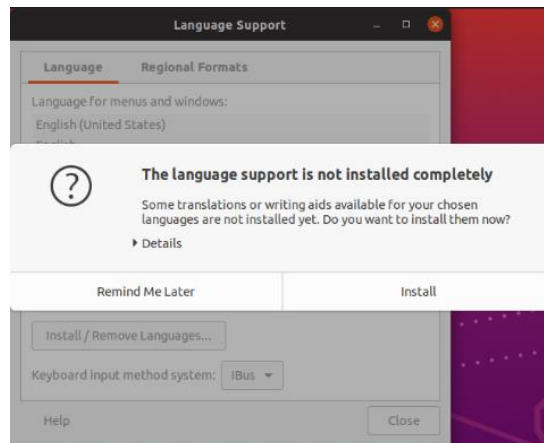 Language Support
Language Regional Formats
Language for menus and windows:
English (United States)
The language support is not installed completely
Some translations or writing aids available for your chosen
languages are not installed yet. Do you want to install them now?
Details
Remind Me Later Install
Install / Remove Languages...
Keyboard input method system: IBus
Help Close